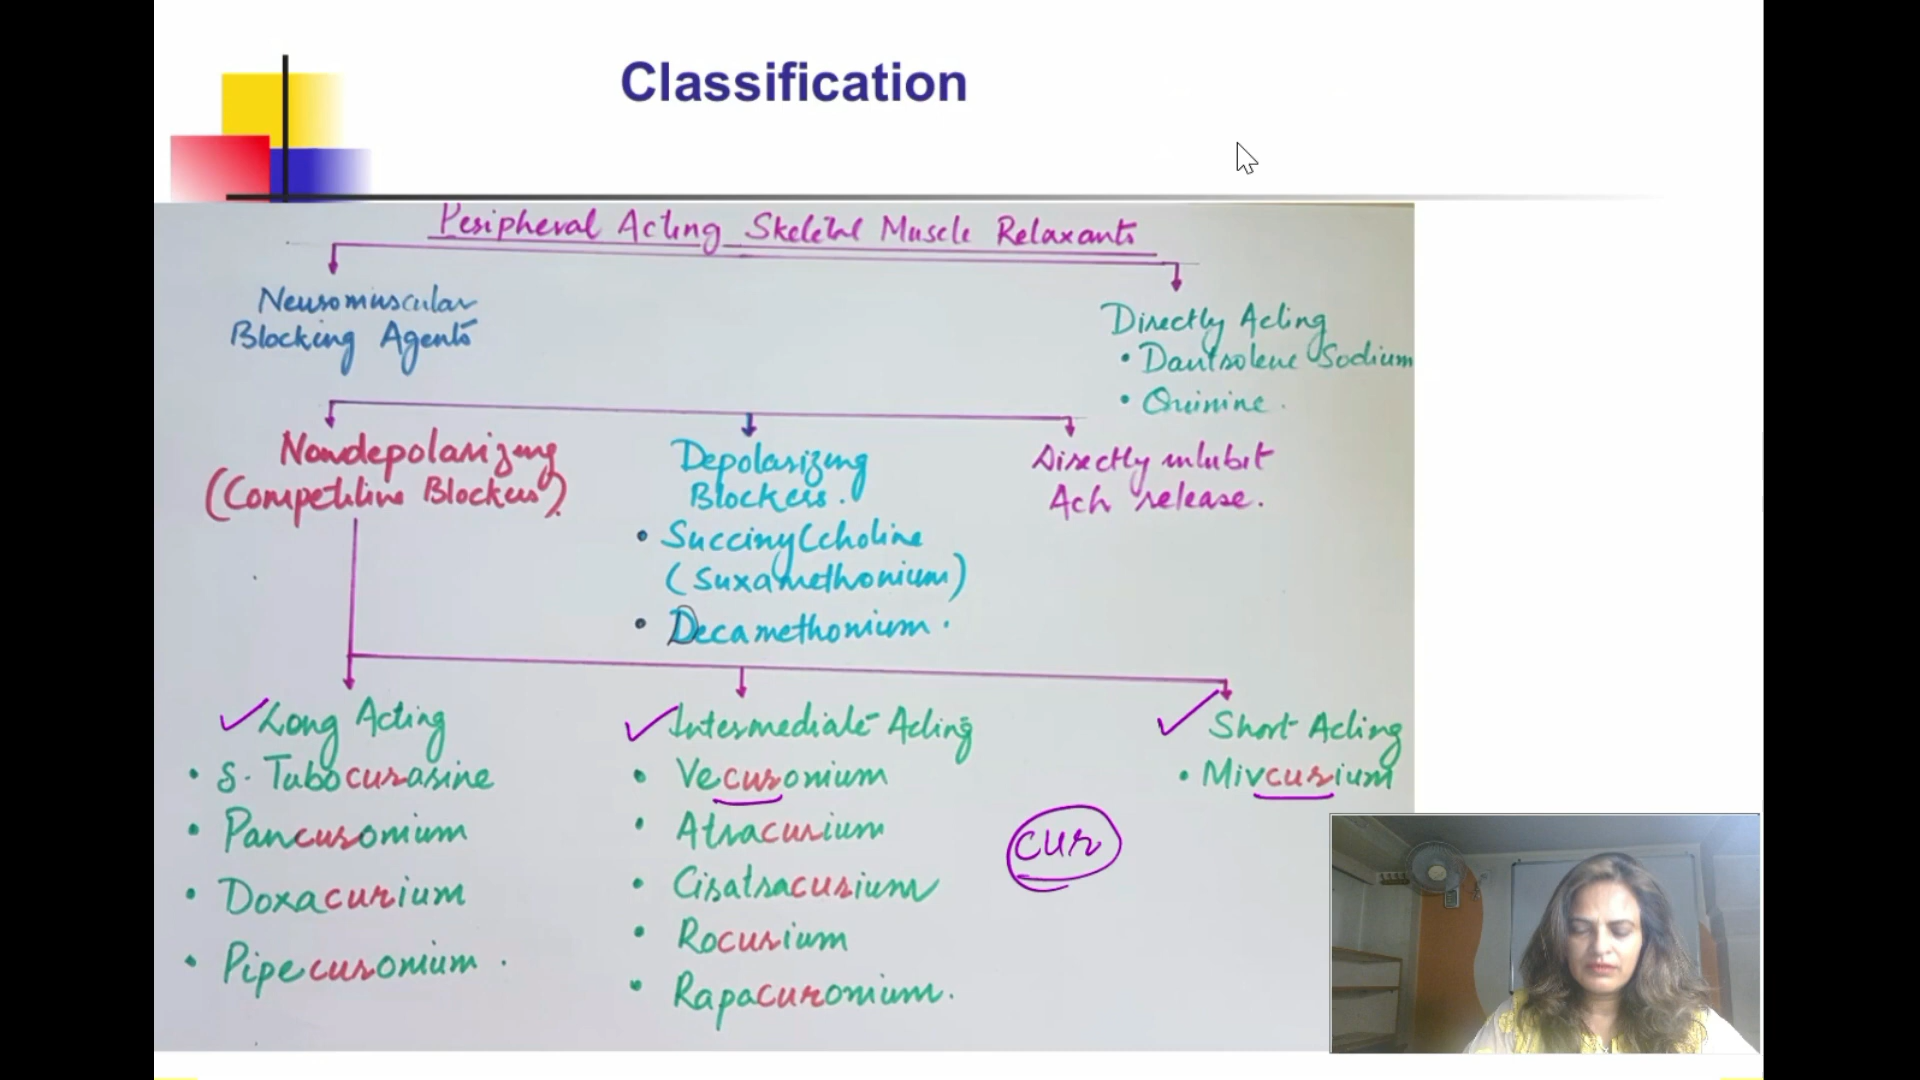 Classification
Peripheral Acting Skeletal Muscle Relaxants
Neuromuscular
Blocking Agents
Directly Acting
• Dantrolene Sodium
• Quinine.
Nondepolarizing
(Competitive Blockers).
Depolarizing
Blockers.
• Succinylcholine
(Suxamethonium)
• Decamethonium.
Directly inhibit
Ach release.
✓Long Acting
• d-Tubocurarine
• Pancuronium
• Doxacurium
• Pipecuronium.
✓Intermediate Acting
• Vecuronium
• Atracurium
• Cisatracurium
• Rocurium
• Rapacuronium.
cur
✓Short Acting
• Mivcurium